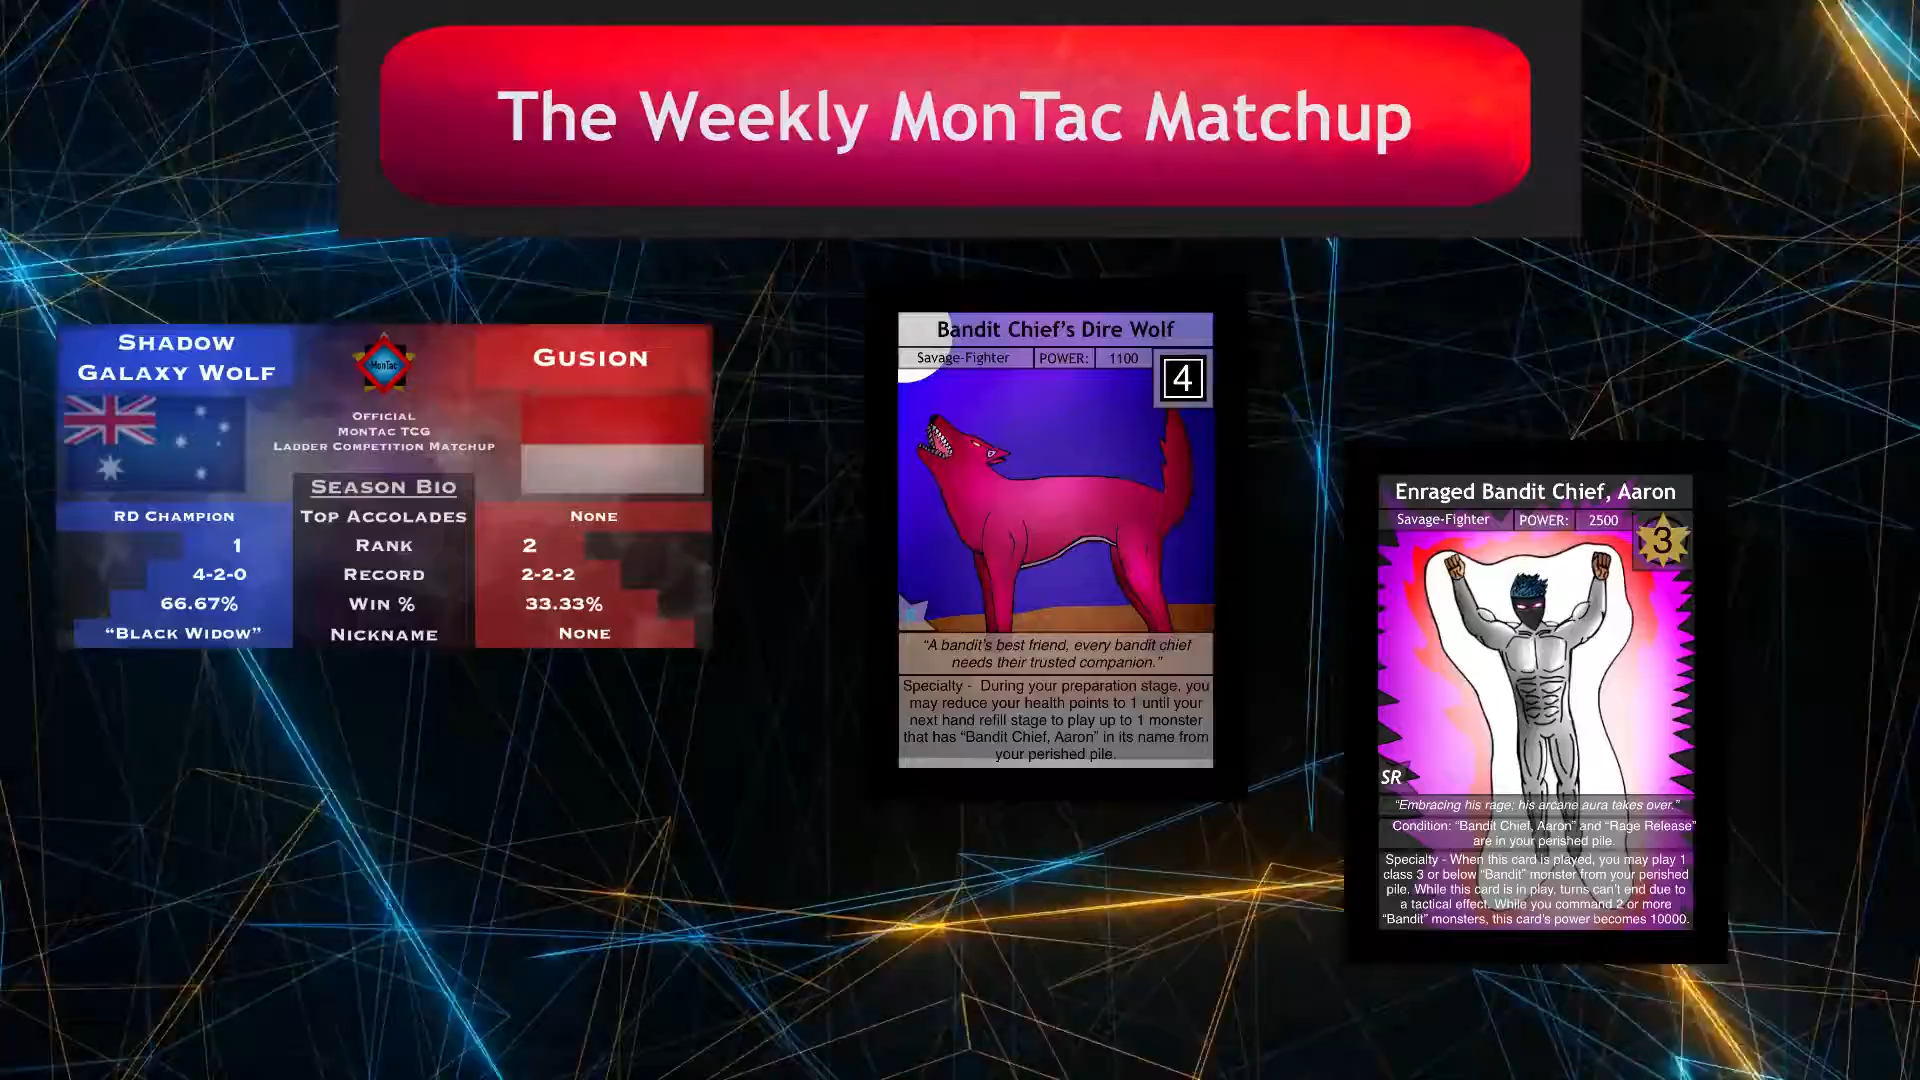 The Weekly MonTac Matchup
SHADOW
GALAXY WOLF
MonTac
GUSION
OFFICIAL
MONTAC TCG
LADDER COMPETITION MATCHUP
SEASON BIO
RD CHAMPION TOP ACCOLADES NONE
1 RANK 2
4-2-0 RECORD 2-2-2
66.67% WIN % 33.33%
“BLACK WIDOW” NICKNAME NONE
Bandit Chief’s Dire Wolf
Savage-Fighter POWER: 1100
4
“A bandit’s best friend, every bandit chief
needs their trusted companion.”
Specialty - During your preparation stage, you
may reduce your health points to 1 until your
next hand refill stage to play up to 1 monster
that has “Bandit Chief, Aaron” in its name from
your perished pile.
Enraged Bandit Chief, Aaron
Savage-Fighter POWER: 2500
3
SR
“Embracing his rage; his arcane aura takes over.”
Condition: “Bandit Chief, Aaron” and “Rage Release”
are in your perished pile.
Specialty - When this card is played, you may play 1
class 3 or below “Bandit” monster from your perished
pile. While this card is in play, turns can’t end due to
a tactical effect. While you command 2 or more
“Bandit” monsters, this card’s power becomes 10000.